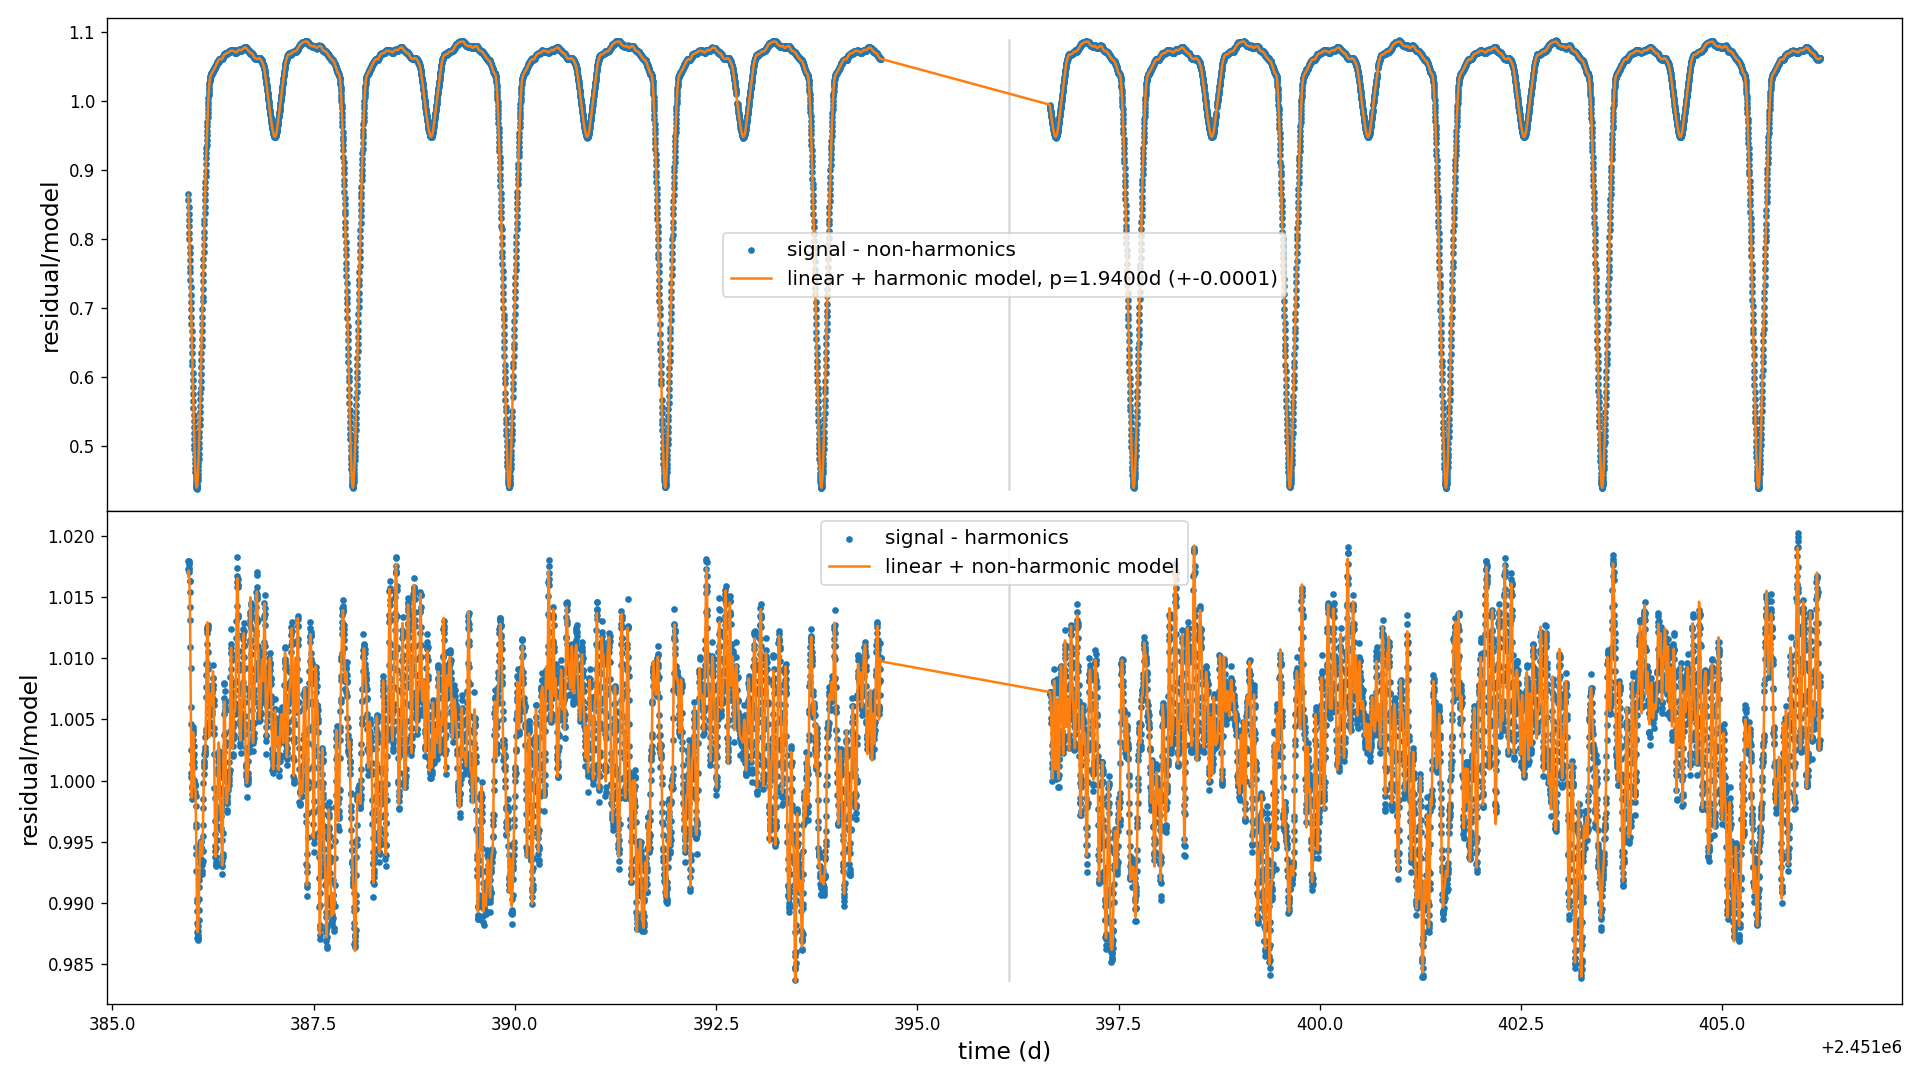 1.1
1.0
0.9
0.8
0.7
0.6
0.5
residual/model
signal - non-harmonics
linear + harmonic model, p=1.9400d (+-0.0001)
1.020
1.015
1.010
1.005
1.000
0.995
0.990
0.985
residual/model
signal - harmonics
linear + non-harmonic model
385.0 387.5 390.0 392.5 395.0 397.5 400.0 402.5 405.0
time (d)
+2.451e6